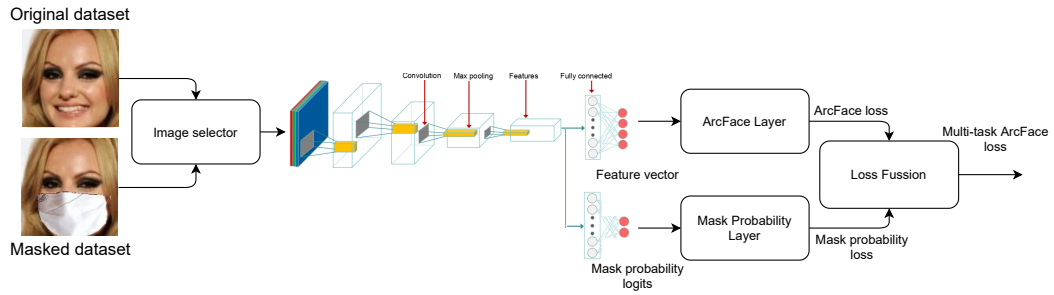 Original dataset
Masked dataset
Image selector
Convolution
Max pooling
Features
Fully connected
Feature vector
Mask probability
logits
ArcFace Layer
Mask Probability
Layer
ArcFace loss
Mask probability
loss
Loss Fussion
Multi-task ArcFace
loss